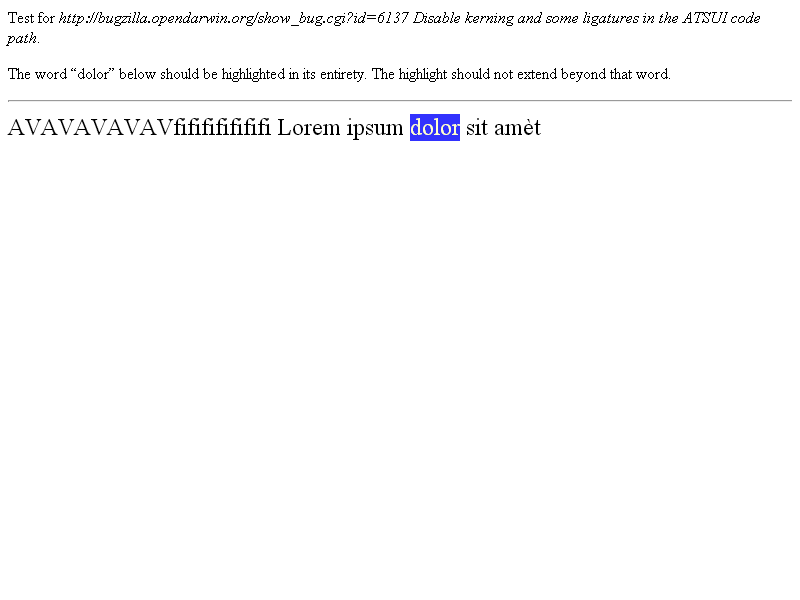 Test for http://bugzilla.opendarwin.org/show_bug.cgi?id=6137 Disable kerning and some ligatures in the ATSUI code
path.
The word “dolor” below should be highlighted in its entirety. The highlight should not extend beyond that word.
AVAVAVAVAVfifififififififi Lorem ipsum dolor sit amèt